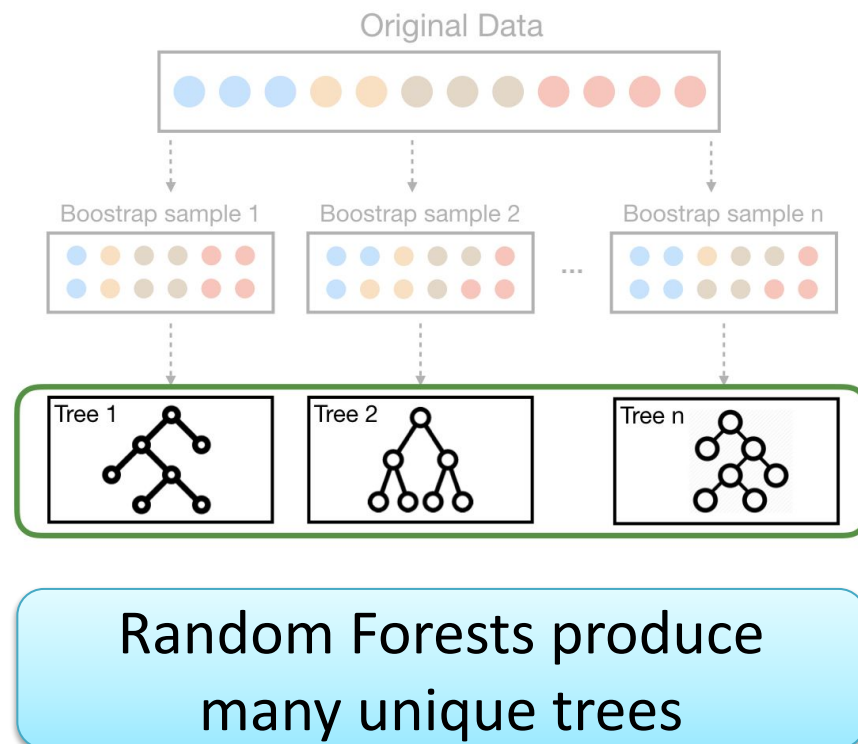 Original Data
Boostrap sample 1
Boostrap sample 2
Boostrap sample n
...
Tree 1
Tree 2
Tree n
Random Forests produce
many unique trees